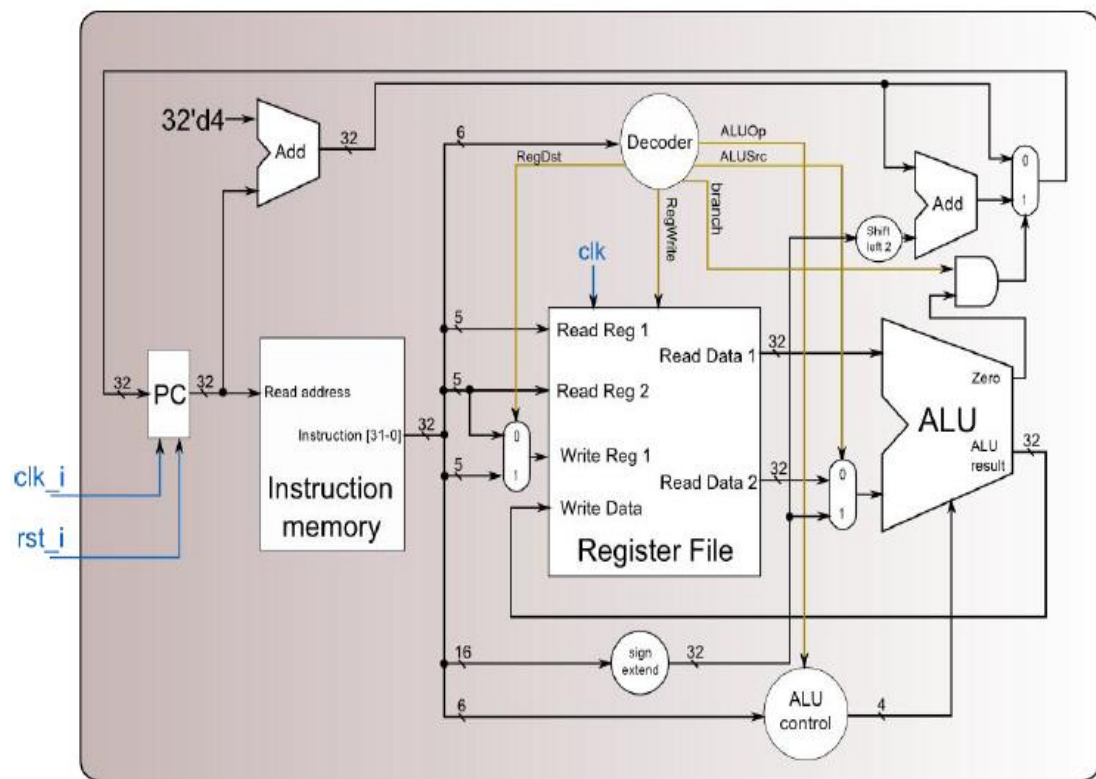 32'd4
Add
32
6
Decoder
ALUOp
RegDst
ALUSrc
RegWrite
branch
0
1
Add
Shift
left 2
clk
5
Read Reg 1
Read Data 1
32
32
PC
32
Read address
5
Read Reg 2
Zero
ALU
Instruction [31-0]
32
0
1
5
Write Reg 1
Read Data 2
32
0
1
ALU
result
32
clk_i
rst_i
Instruction
memory
Write Data
Register File
16
sign
extend
32
6
ALU
control
4